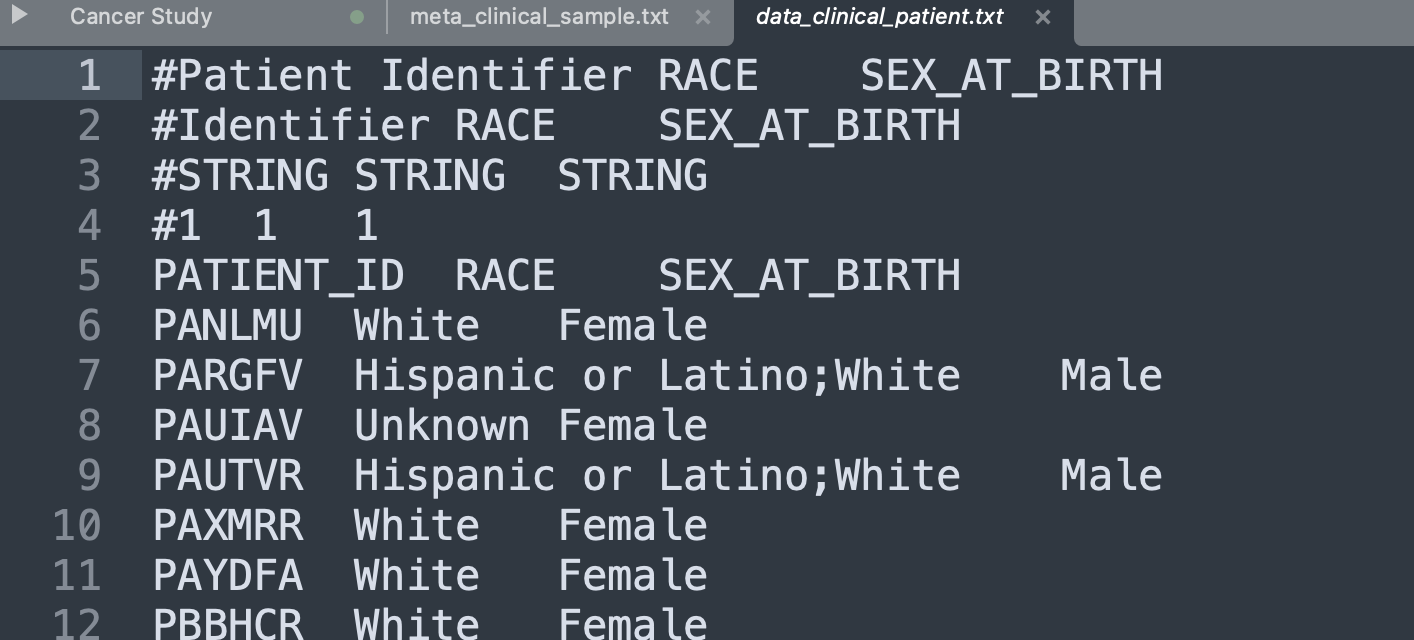 Cancer Study meta_clinical_sample.txt data_clinical_patient.txt
1 #Patient Identifier RACE SEX_AT_BIRTH
2 #Identifier RACE SEX_AT_BIRTH
3 #STRING STRING STRING
4 #1 1 1
5 PATIENT_ID RACE SEX_AT_BIRTH
6 PANLMU White Female
7 PARGFV Hispanic or Latino;White Male
8 PAUIAV Unknown Female
9 PAUTVR Hispanic or Latino;White Male
10 PAXMRR White Female
11 PAYDFA White Female
12 PBBHCR White Female